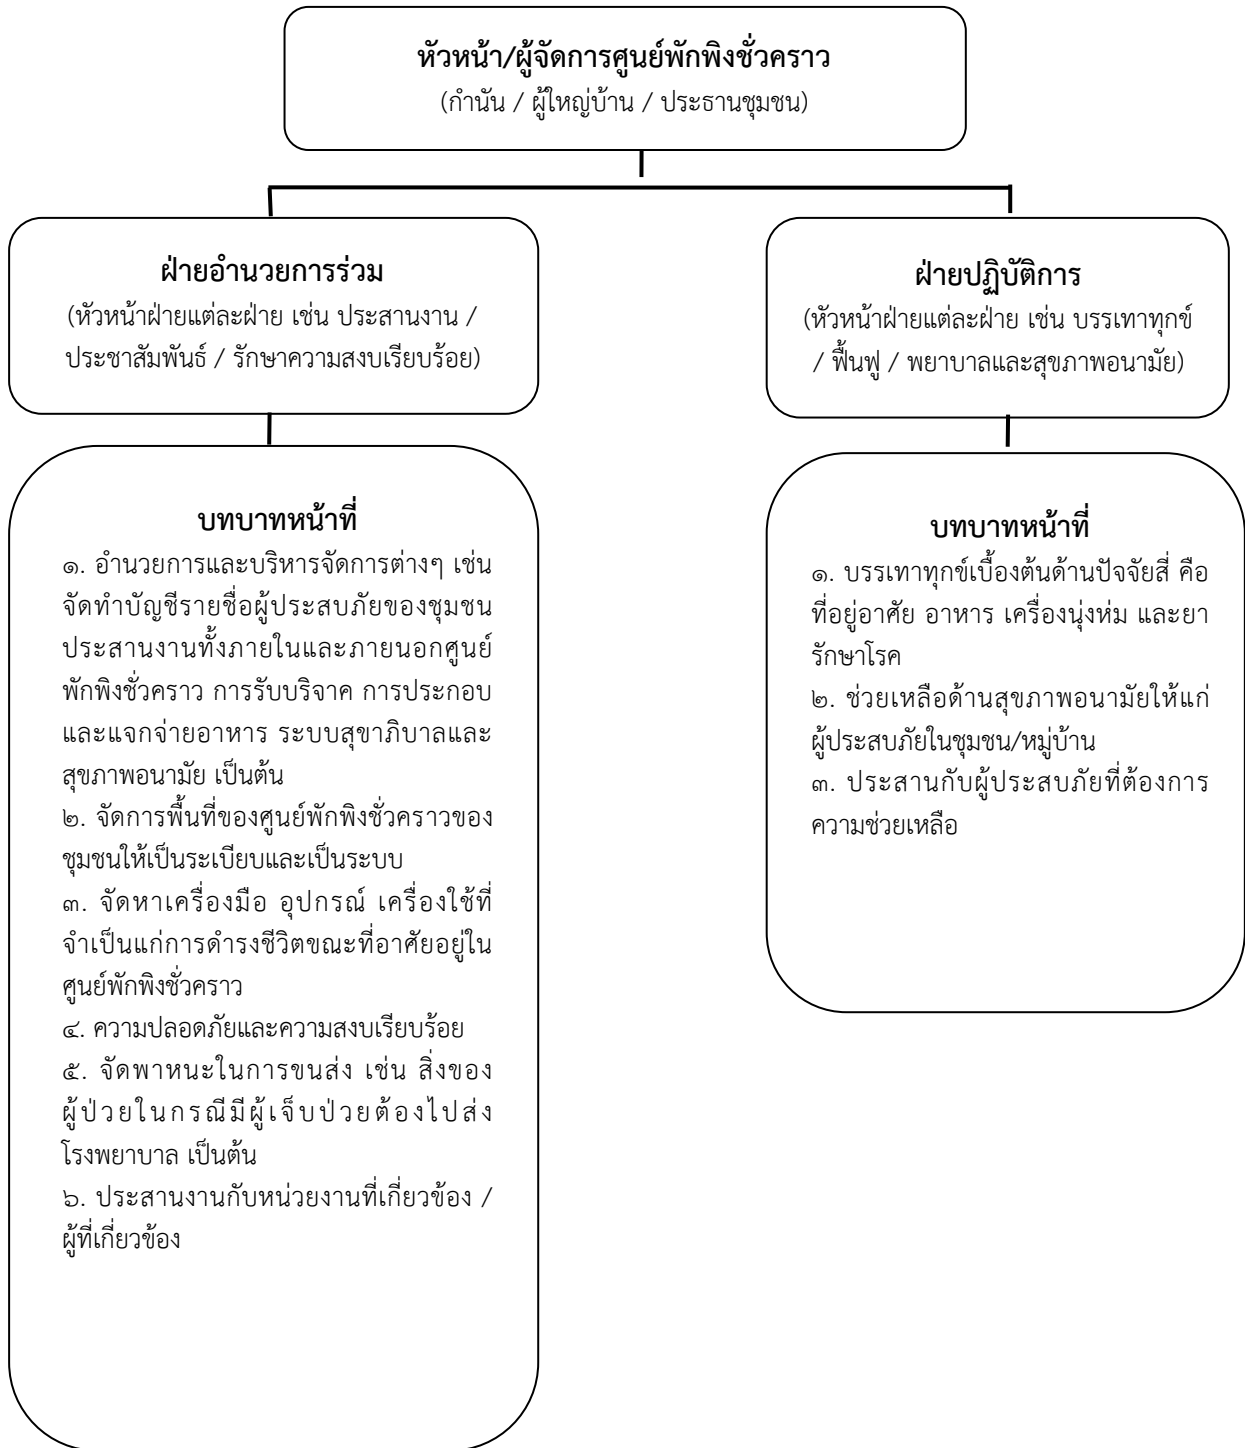 หัวหน้า/ผู้จัดการศูนย์พักพิงชั่วคราว
(กำนัน / ผู้ใหญ่บ้าน / ประธานชุมชน)
ฝ่ายอำนวยการร่วม
(หัวหน้าฝ่ายแต่ละฝ่าย เช่น ประสานงาน /
ประชาสัมพันธ์ / รักษาความสงบเรียบร้อย)
ฝ่ายปฏิบัติการ
(หัวหน้าฝ่ายแต่ละฝ่าย เช่น บรรเทาทุกข์
/ ฟื้นฟู / พยาบาลและสุขภาพอนามัย)
บทบาทหน้าที่
๑. อำนวยการและบริหารจัดการต่างๆ เช่น
จัดทำบัญชีรายชื่อผู้ประสบภัยของชุมชน
ประสานงานทั้งภายในและภายนอกศูนย์
พักพิงชั่วคราว การรับบริจาค การประกอบ
และแจกจ่ายอาหาร ระบบสุขาภิบาลและ
สุขภาพอนามัย เป็นต้น
๒. จัดการพื้นที่ของศูนย์พักพิงชั่วคราวของ
ชุมชนให้เป็นระเบียบและเป็นระบบ
๓. จัดหาเครื่องมือ อุปกรณ์ เครื่องใช้ที่
จำเป็นแก่การดำรงชีวิตขณะที่อาศัยอยู่ใน
ศูนย์พักพิงชั่วคราว
๔. ความปลอดภัยและความสงบเรียบร้อย
๕. จัดพาหนะในการขนส่ง เช่น สิ่งของ
ผู้ป่วยในกรณีมีผู้เจ็บป่วยต้องไปส่ง
โรงพยาบาล เป็นต้น
๖. ประสานงานกับหน่วยงานที่เกี่ยวข้อง /
ผู้ที่เกี่ยวข้อง
บทบาทหน้าที่
๑. บรรเทาทุกข์เบื้องต้นด้านปัจจัยสี่ คือ
ที่อยู่อาศัย อาหาร เครื่องนุ่งห่ม และยา
รักษาโรค
๒. ช่วยเหลือด้านสุขภาพอนามัยให้แก่
ผู้ประสบภัยในชุมชน/หมู่บ้าน
๓. ประสานกับผู้ประสบภัยที่ต้องการ
ความช่วยเหลือ